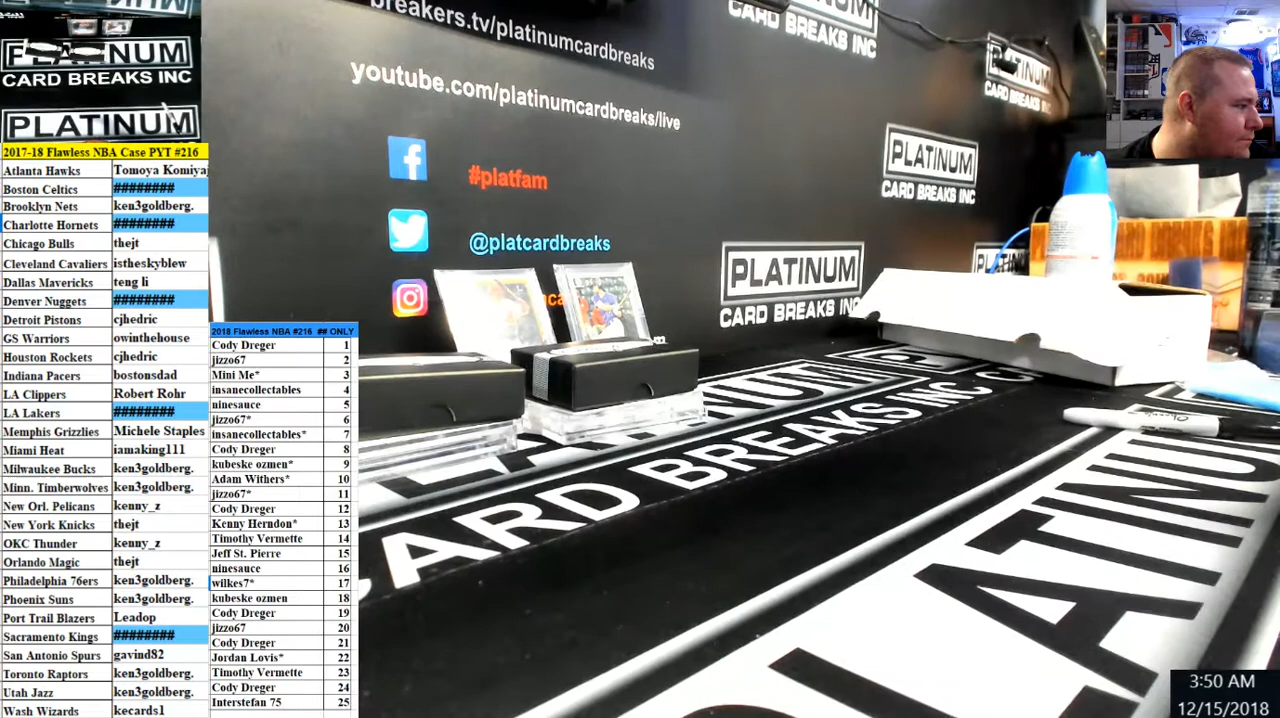 PLATINUM
CARD BREAKS INC
PLATINUM
2017-18 Flawless NBA Case PYT #216
Atlanta Hawks Tomoya Komiya
Boston Celtics ########
Brooklyn Nets ken3goldberg.
Charlotte Hornets ########
Chicago Bulls thejt
Cleveland Cavaliers istheskyblew
Dallas Mavericks teng li
Denver Nuggets ########
Detroit Pistons cjhedric
GS Warriors owinthehouse
Houston Rockets cjhedric
Indiana Pacers bostonsdad
LA Clippers Robert Rohr
LA Lakers ########
Memphis Grizzlies Michele Staples
Miami Heat iamaking111
Milwaukee Bucks ken3goldberg.
Minn. Timberwolves ken3goldberg.
New Orl. Pelicans kenny_z
New York Knicks thejt
OKC Thunder kenny_z
Orlando Magic thejt
Philadelphia 76ers ken3goldberg.
Phoenix Suns ken3goldberg.
Port Trail Blazers Leadop
Sacramento Kings ########
San Antonio Spurs gavind82
Toronto Raptors ken3goldberg.
Utah Jazz ken3goldberg.
Wash Wizards kecards1
2018 Flawless NBA #216 ## ONLY
Cody Dreger 1
jizzo67 2
Mini Me* 3
insanecollectables 4
ninesauce 5
jizzo67* 6
insanecollectables* 7
Cody Dreger 8
kubeske ozmen* 9
Adam Withers* 10
jizzo67* 11
Cody Dreger 12
Kenny Herndon* 13
Timothy Vermette 14
Jeff St. Pierre 15
ninesauce 16
wilkes7* 17
kubeske ozmen 18
Cody Dreger 19
jizzo67 20
Cody Dreger 21
Jordan Lovis* 22
Timothy Vermette 23
Cody Dreger 24
Interstefan 75 25
breakers.tv/platinumcardbreaks
youtube.com/platinumcardbreaks/live
#platfam
@platcardbreaks
CARD BREAKS INC
PLATINUM
CARD BREAKS INC
PLATINUM
CARD BREAKS INC
PLATINUM
CARD BREAKS INC
CARD BREAKS INC
PLATINUM
3:50 AM
12/15/2018